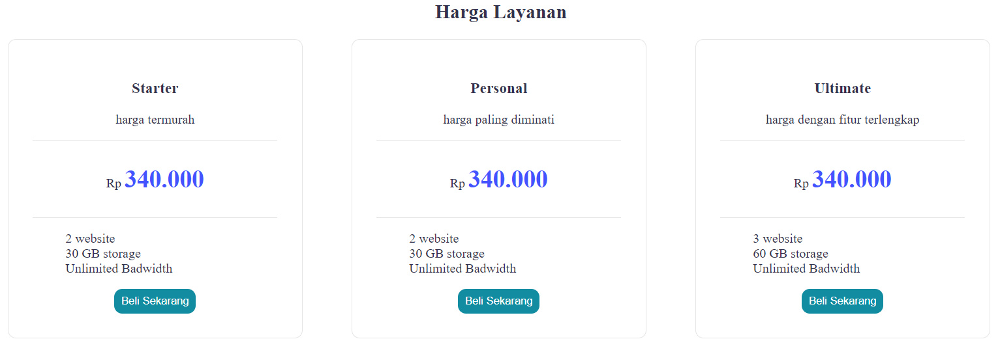 Harga Layanan
Starter
harga termurah
Rp 340.000
2 website
30 GB storage
Unlimited Badwidth
Beli Sekarang
Personal
harga paling diminati
Rp 340.000
2 website
30 GB storage
Unlimited Badwidth
Beli Sekarang
Ultimate
harga dengan fitur terlengkap
Rp 340.000
3 website
60 GB storage
Unlimited Badwidth
Beli Sekarang